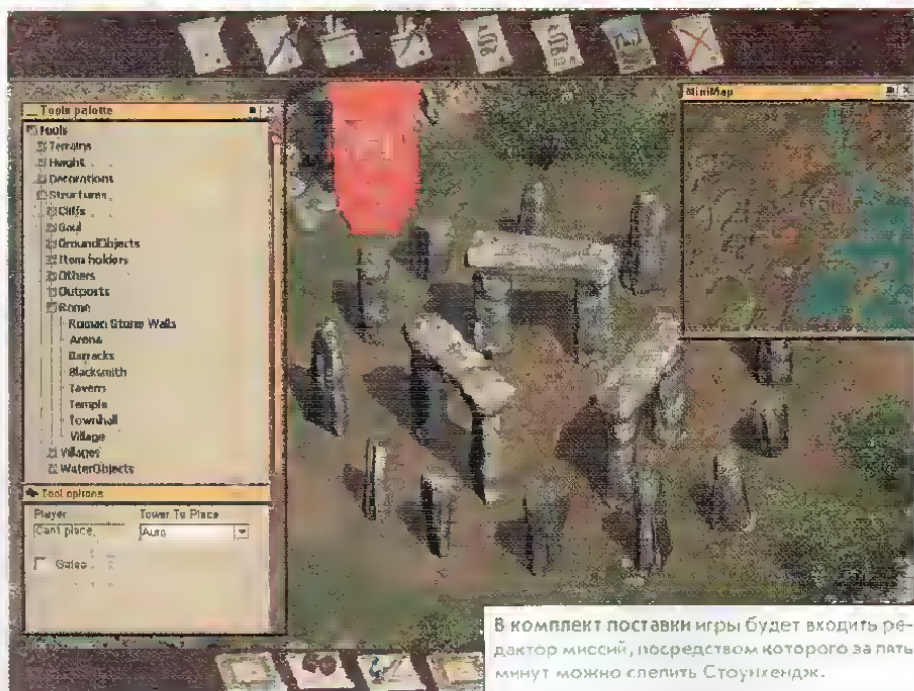 Tools palette
MiniMap
Tools
Terrains
Height
Decorations
Structures
Cliffs
Gaul
GroundObjects
Item holders
Others
Outposts
Rome
Roman Stone Walls
Arena
Barracks
Blacksmith
Tavern
Temple
Townhall
Village
Villages
WaterObjects
Tool options
Player
Tower To Place
Can't place
Auto
Gates
В комплект поставки игры будет входить ре-
дактор миссий, посредством которого за пять
минут можно слепить Стоунхендж.